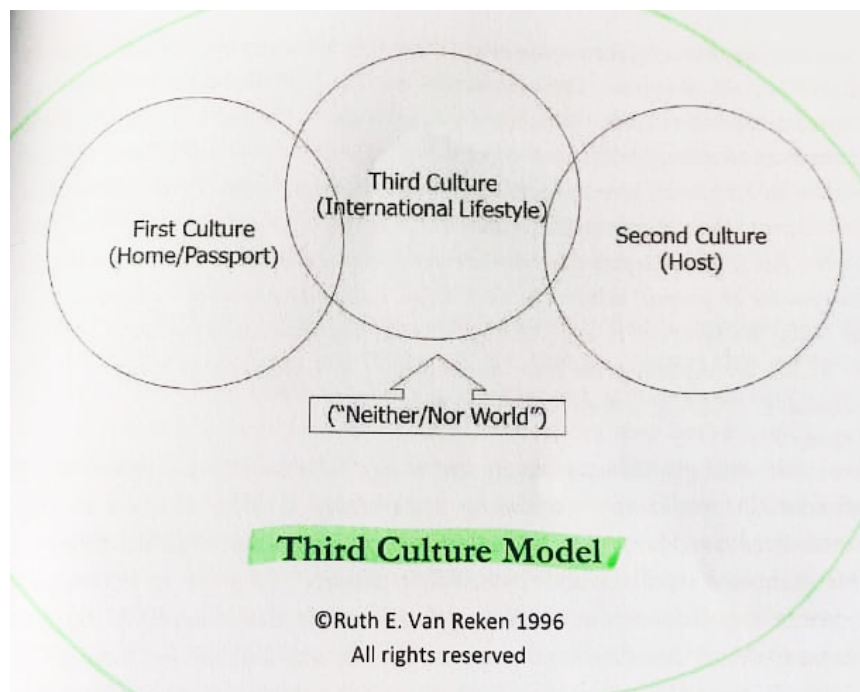 First Culture
(Home/Passport)
Third Culture
(International Lifestyle)
Second Culture
(Host)
("Neither/Nor World")
Third Culture Model
©Ruth E. Van Reken 1996
All rights reserved